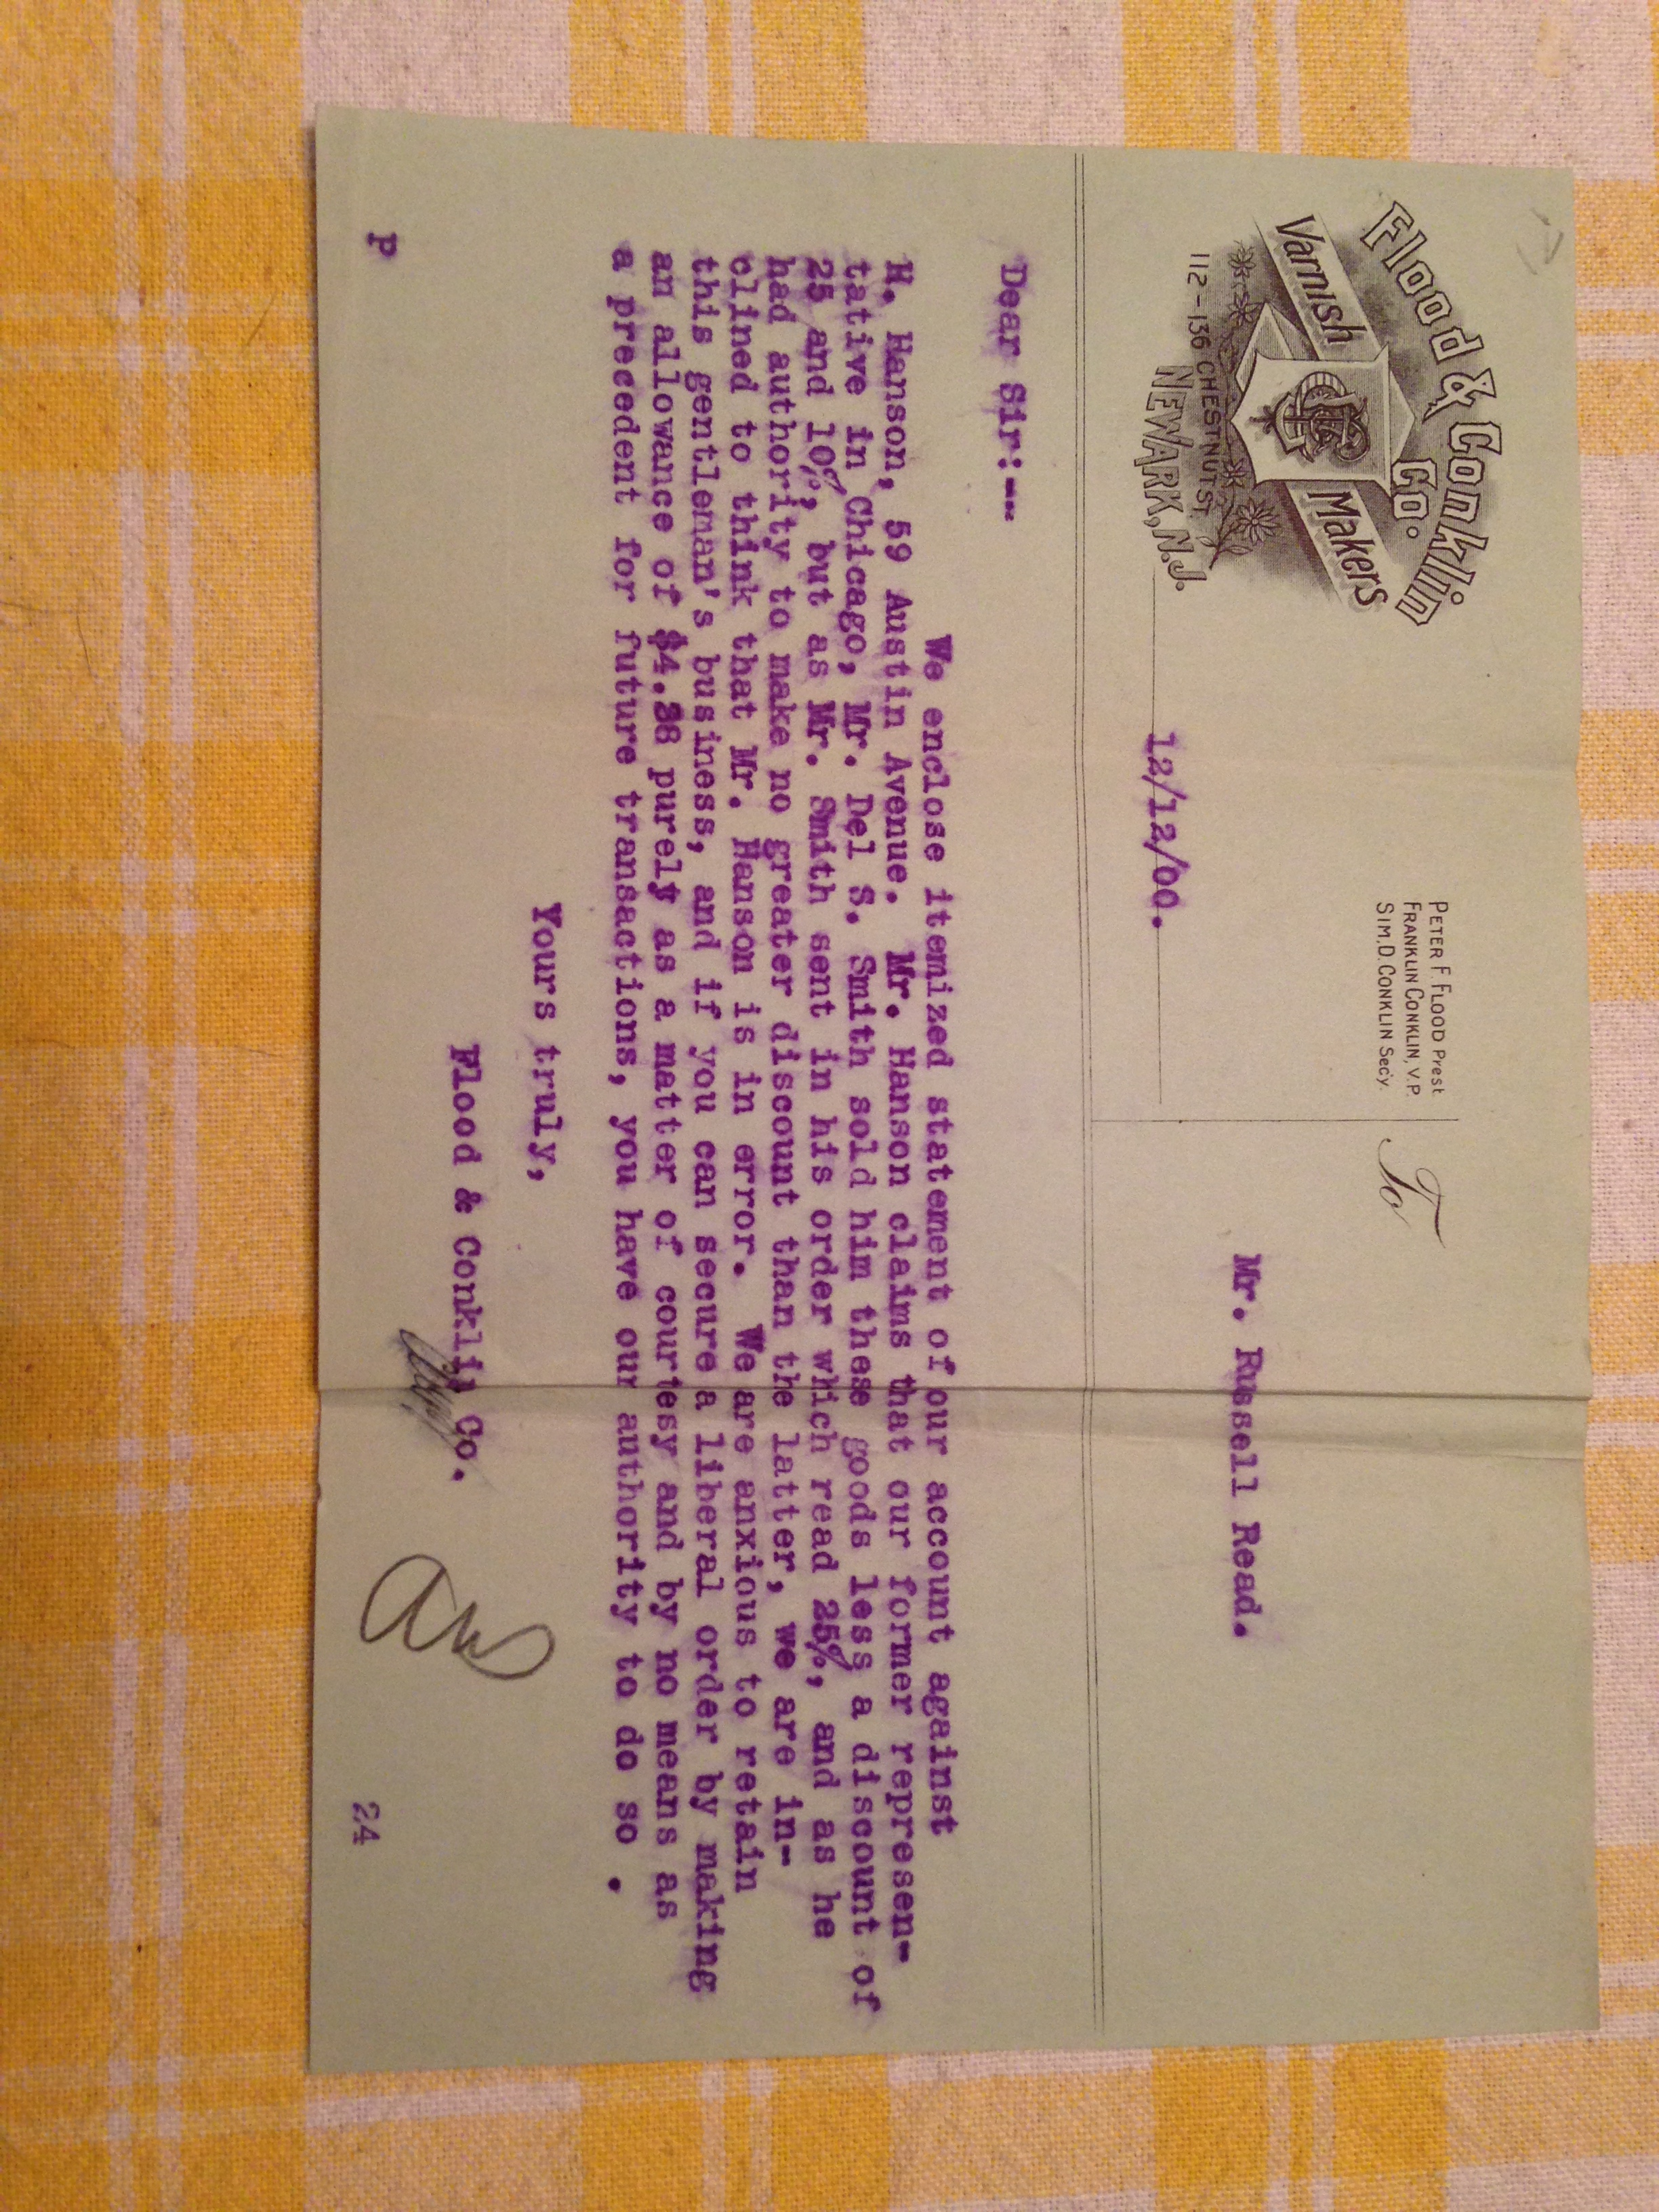 Flood & Conklin Co.
Varnish Makers
112-136 CHESTNUT ST.
NEWARK, N.J.
PETER F. FLOOD Prest
FRANKLIN CONKLIN, V.P.
SIM. D. CONKLIN Secy.
12/12/00.
To
Mr. Russell Read.
Dear Sir:--
We enclose itemized statement of our account against
H. Hanson, 59 Austin Avenue. Mr. Hanson claims that our former represen-
tative in Chicago, Mr. Del S. Smith sold him these goods less a discount of
25 and 10%, but as Mr. Smith sent in his order which read 25%, and as he
had authority to make no greater discount than the latter, we are in-
clined to think that Mr. Hanson is in error. We are anxious to retain
this gentleman's business, and if you can secure a liberal order by making
an allowance of $4.38 purely as a matter of courtesy and by no means as
a precedent for future transactions, you have our authority to do so .
Yours truly,
Flood & Conklin Co.
P
24